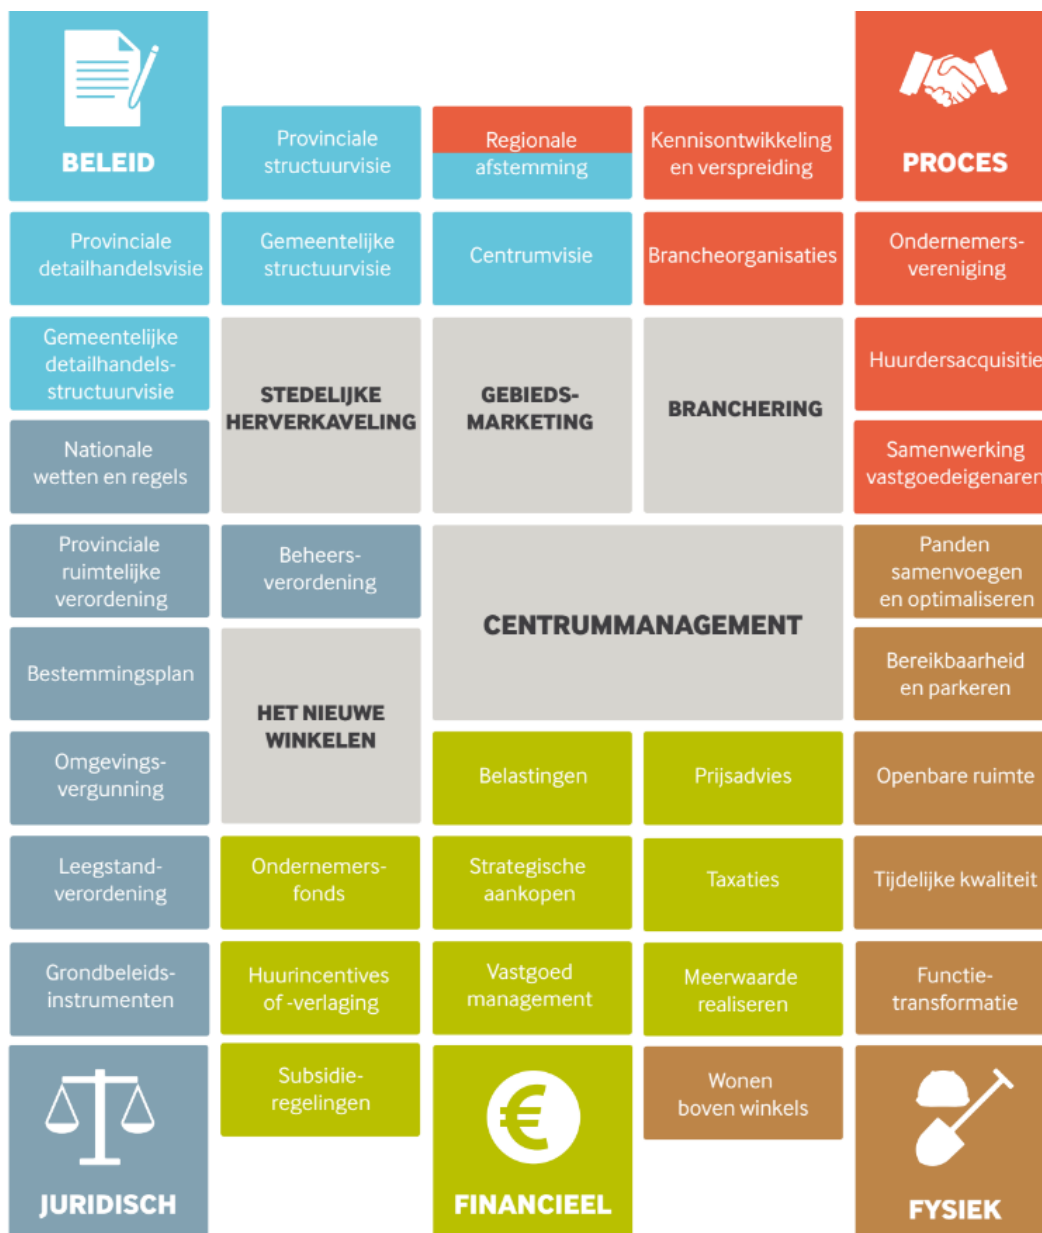 BELEID
Provinciale
structuurvisie
Regionale
afstemming
Kennisontwikkeling
en verspreiding
PROCES
Provinciale
detailhandelsvisie
Gemeentelijke
structuurvisie
Centrumvisie
Brancheorganisaties
Ondernemers-
vereniging
Gemeentelijke
detailhandels-
structuurvisie
STEDELIJKE
HERVERKAVELING
GEBIEDS-
MARKETING
BRANCHERING
Huurdersacquisitie
Nationale
wetten en regels
Samenwerking
vastgoedeigenaren
Provinciale
ruimtelijke
verordening
Beheers-
verordening
CENTRUMMANAGEMENT
Panden
samenvoegen
en optimaliseren
Bestemmingsplan
HET NIEUWE
WINKELEN
Bereikbaarheid
en parkeren
Omgevings-
vergunning
Belastingen
Prijsadvies
Openbare ruimte
Leegstand-
verordening
Ondernemers-
fonds
Strategische
aankopen
Taxaties
Tijdelijke kwaliteit
Grondbeleids-
instrumenten
Huurincentives
of -verlaging
Vastgoed
management
Meerwaarde
realiseren
Functie-
transformatie
JURIDISCH
Subsidie-
regelingen
€
FINANCIEEL
Wonen
boven winkels
FYSIEK